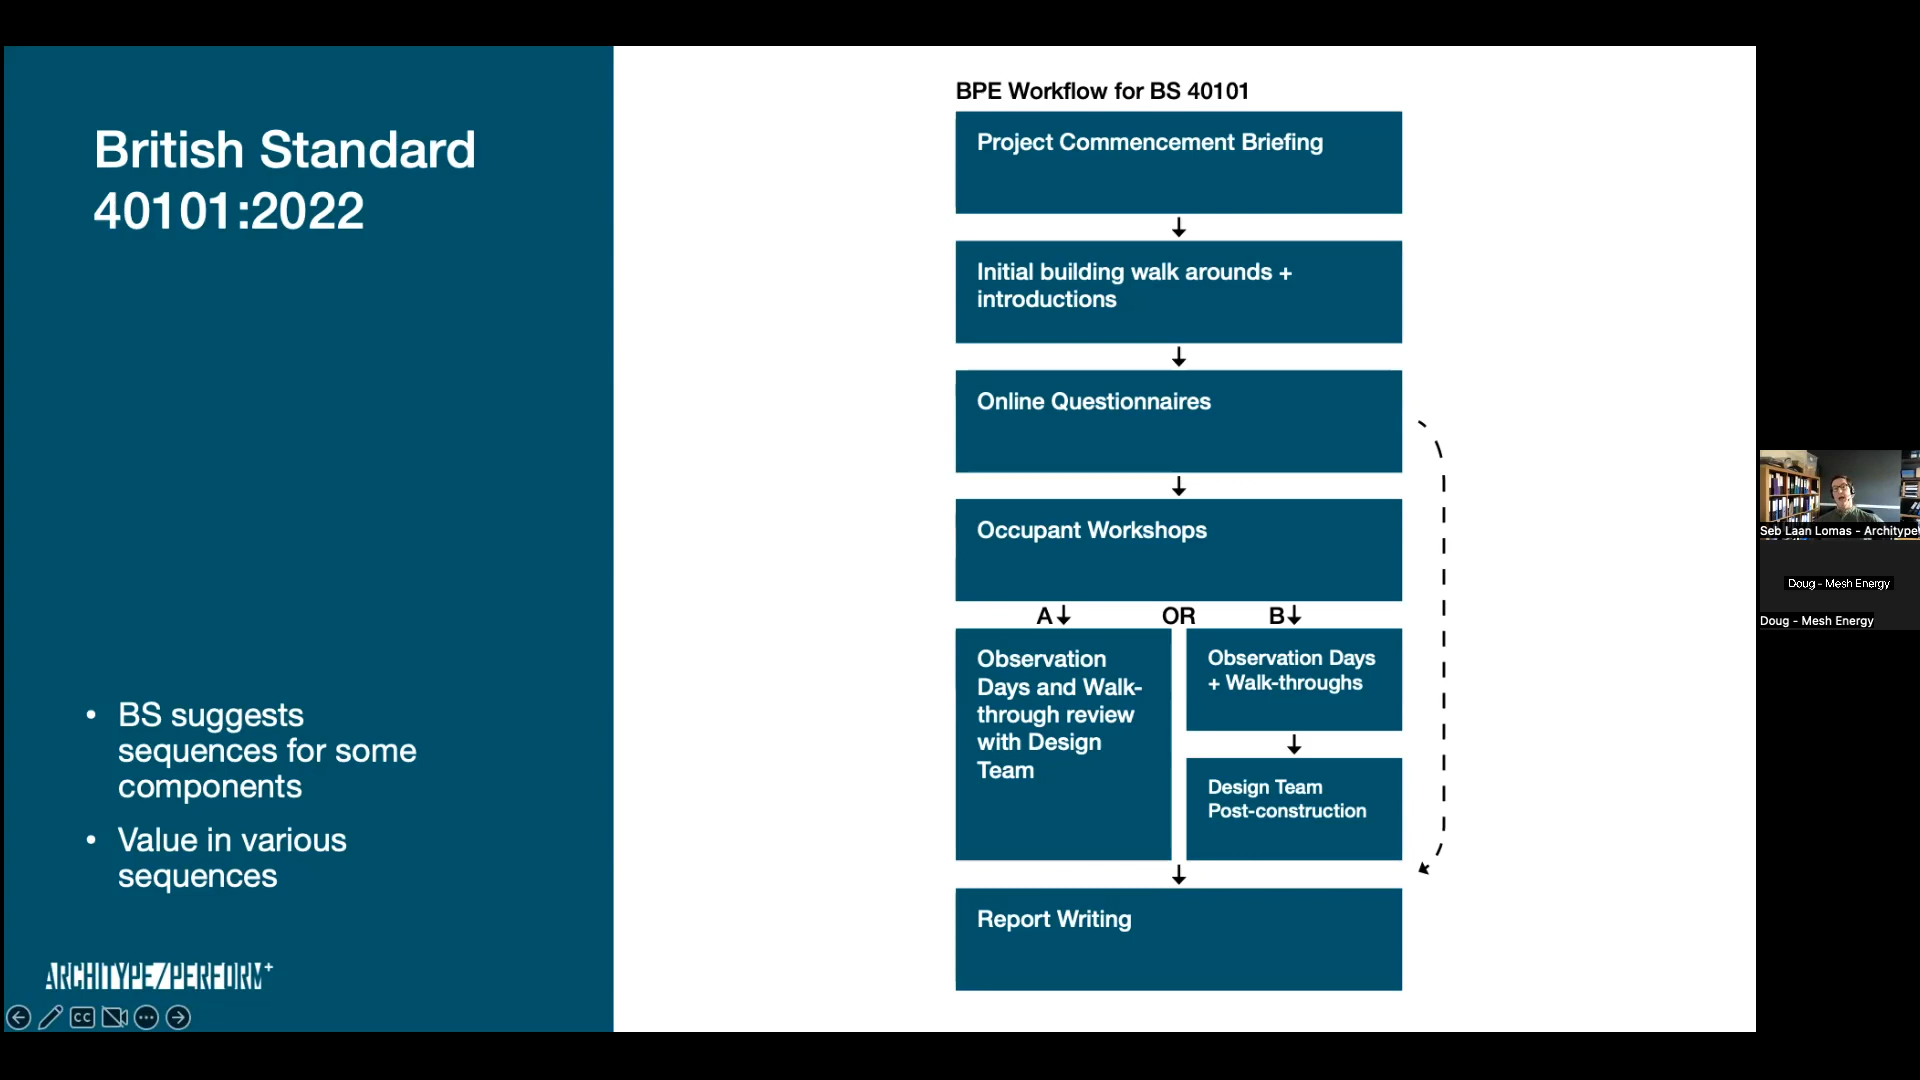 British Standard
40101:2022
BS suggests
sequences for some
components
Value in various
sequences
ARCHITYPE/PERFORM+
CC
BPE Workflow for BS 40101
Project Commencement Briefing
Initial building walk arounds +
introductions
Online Questionnaires
Occupant Workshops
A OR B
Observation
Days and Walk-
through review
with Design
Team
Observation Days
+ Walk-throughs
Design Team
Post-construction
Report Writing
Seb Laan Lomas - Architype
Doug - Mesh Energy
Doug - Mesh Energy